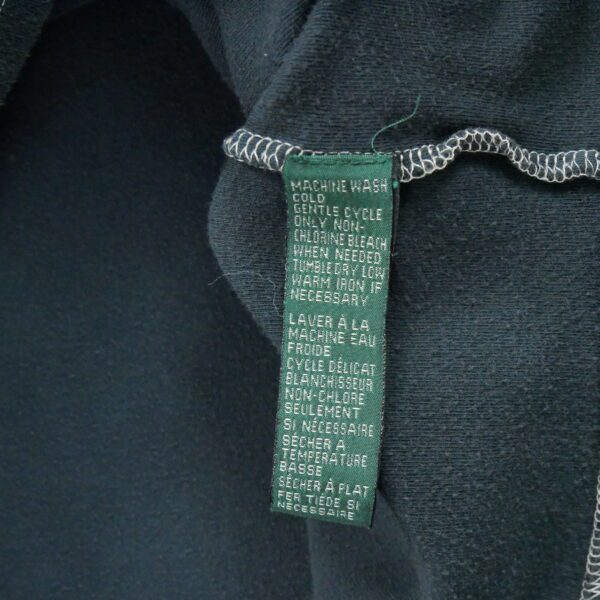 MACHINE WASH
COLD
GENTLE CYCLE
ONLY NON-
CHLORINE BLEACH
WHEN NEEDED
TUMBLE DRY LOW
WARM IRON IF
NECESSARY
LAVER À LA
MACHINE EAU
FROIDE
CYCLE DÉLICAT
BLANCHISSEUR
NON-CHLORE
SEULEMENT
SI NÉCESSAIRE
SÉCHER A
TEMPÉRATURE
BASSE
SÉCHER À PLAT
FER TIÈDE SI
NÉCESSAIRE